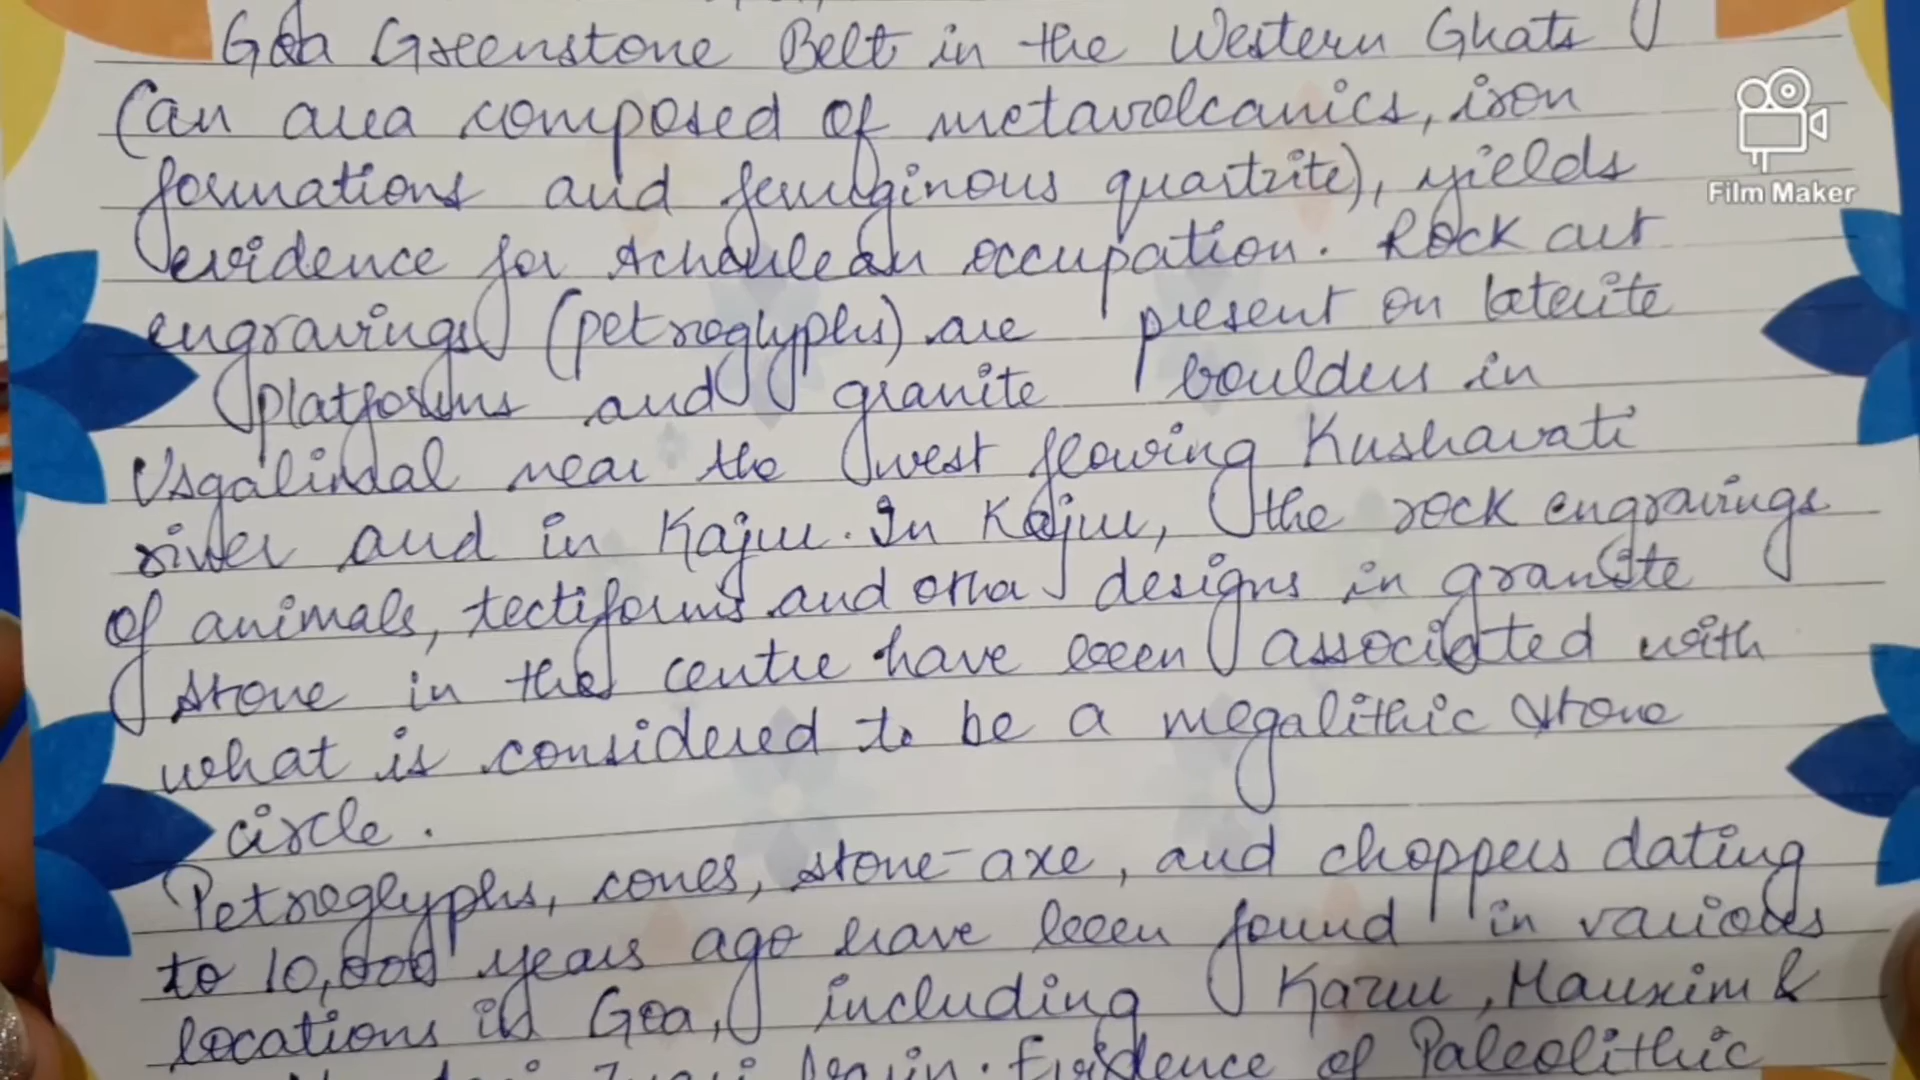 Goa Greenstone Belt in the Western Ghats
(an area composed of metavolcanics, iron
formations and ferruginous quartzite), yields
evidence for Acheulean occupation. Rock art
engravings (petroglyphs) are present on laterite
platforms and granite boulders in
Usgalimal near the west flowing Kushavati
river and in Kajur. In Kajur, the rock engravings
of animals, tectiforms and other designs in granite
stone in the centre have been associated with
what is considered to be a megalithic stone
circle.
Petroglyphs, cones, stone-axe, and choppers dating
to 10,000 years ago have been found in various
locations in Goa, including Kazur, Mauxim &
Zuari basin. Evidence of Paleolithic
Film Maker